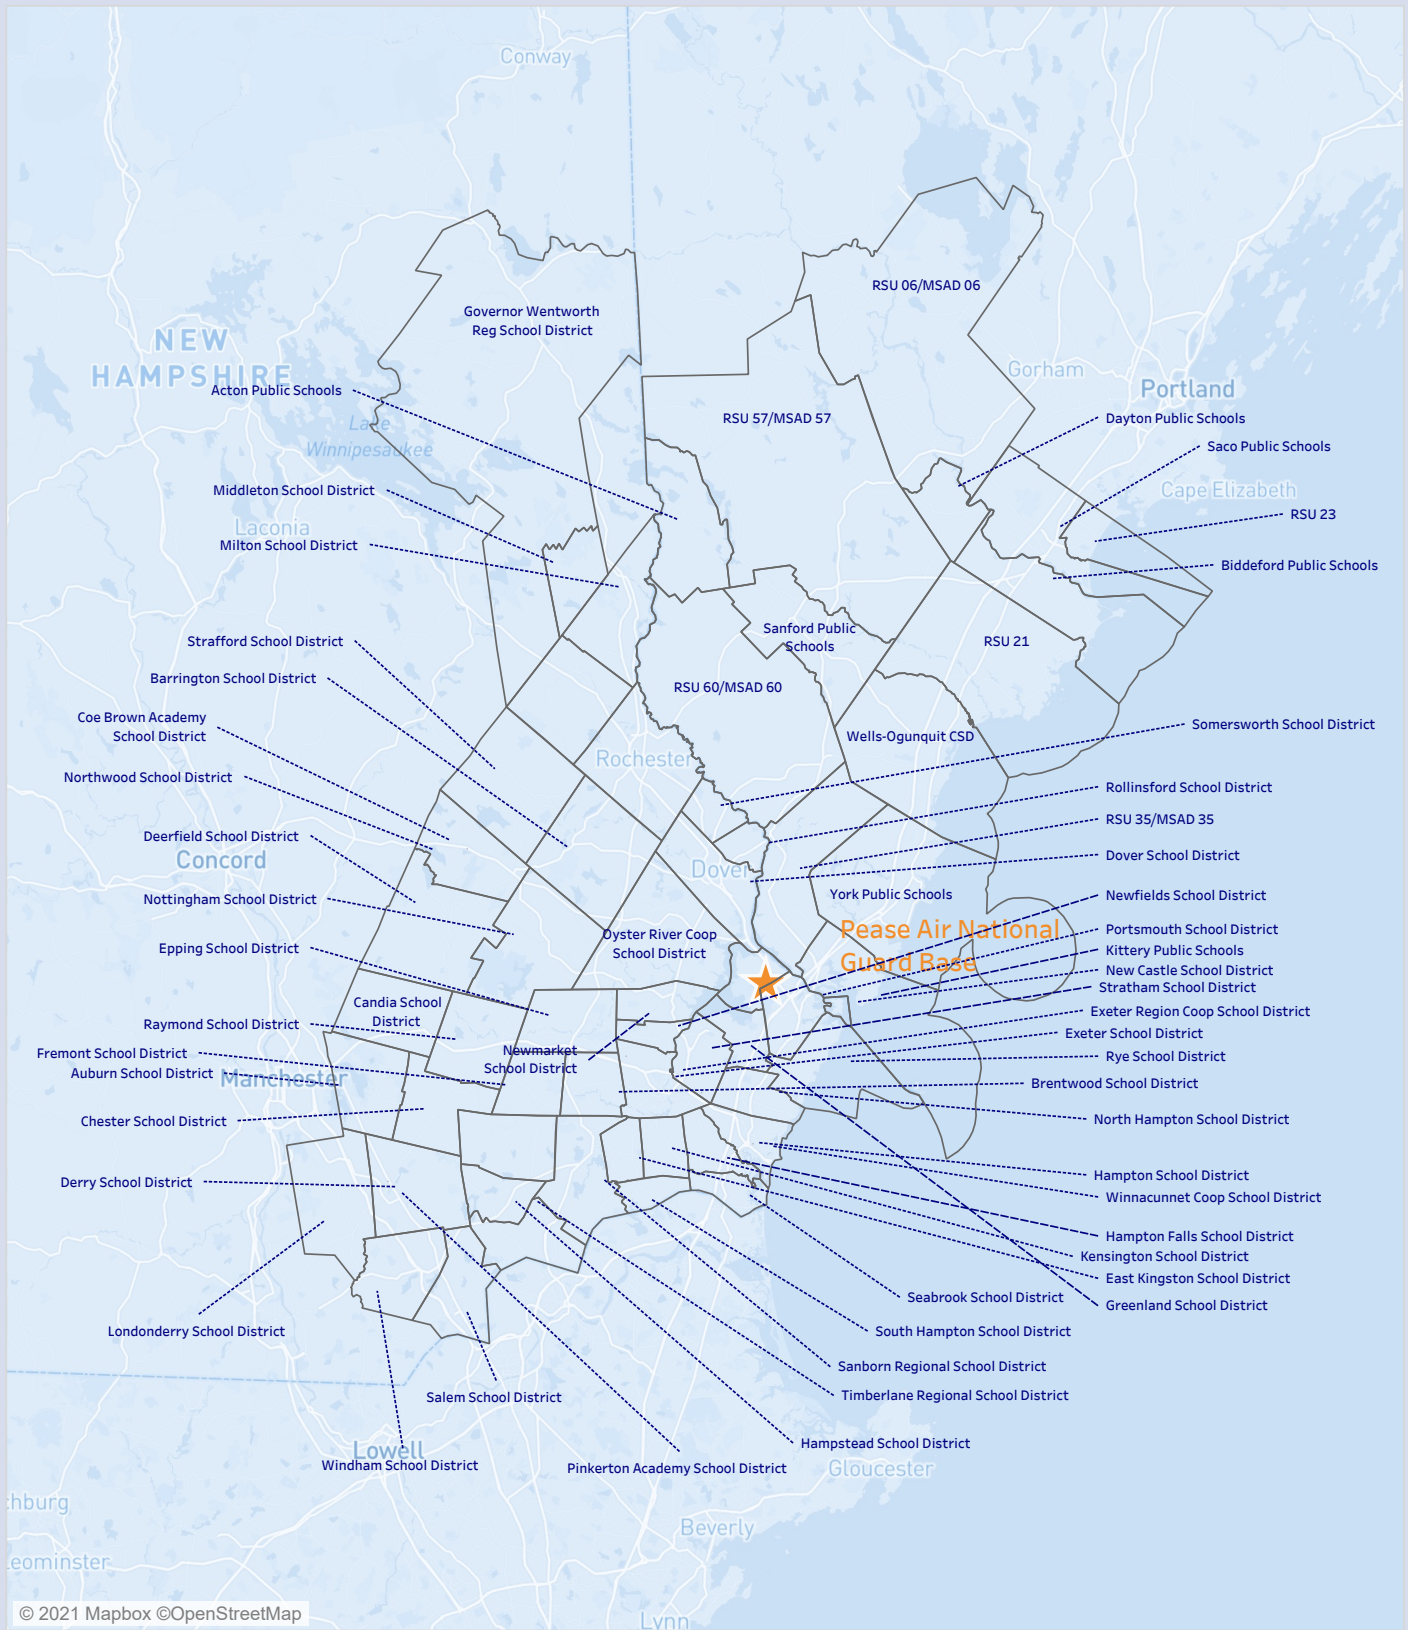 Conway
RSU 06/MSAD 06
Governor Wentworth
Reg School District
NEW
HAMPSHIRE
Gorham
Portland
Acton Public Schools
RSU 57/MSAD 57
Dayton Public Schools
Lake
Winnipesaukee
Saco Public Schools
Middleton School District
Cape Elizabeth
RSU 23
Laconia
Milton School District
Biddeford Public Schools
Sanford Public
Schools
Strafford School District
RSU 21
Barrington School District
RSU 60/MSAD 60
Coe Brown Academy
School District
Somersworth School District
Wells-Ogunquit CSD
Rochester
Northwood School District
Rollinsford School District
RSU 35/MSAD 35
Deerfield School District
Concord
Dover School District
Dover
Nottingham School District
York Public Schools
Newfields School District
Pease Air National
Guard Base
Portsmouth School District
Oyster River Coop
School District
Epping School District
Kittery Public Schools
New Castle School District
Stratham School District
Candia School
District
Exeter Region Coop School District
Raymond School District
Exeter School District
Newmarket
School District
Fremont School District
Rye School District
Auburn School District
Manchester
Brentwood School District
Chester School District
North Hampton School District
Derry School District
Hampton School District
Winnacunnet Coop School District
Hampton Falls School District
Kensington School District
East Kingston School District
Seabrook School District
Greenland School District
Londonderry School District
South Hampton School District
Sanborn Regional School District
Salem School District
Timberlane Regional School District
Hampstead School District
Lowell
Windham School District
Pinkerton Academy School District
Gloucester
chburg
Beverly
eominster
© 2021 Mapbox ©OpenStreetMap
Lynn